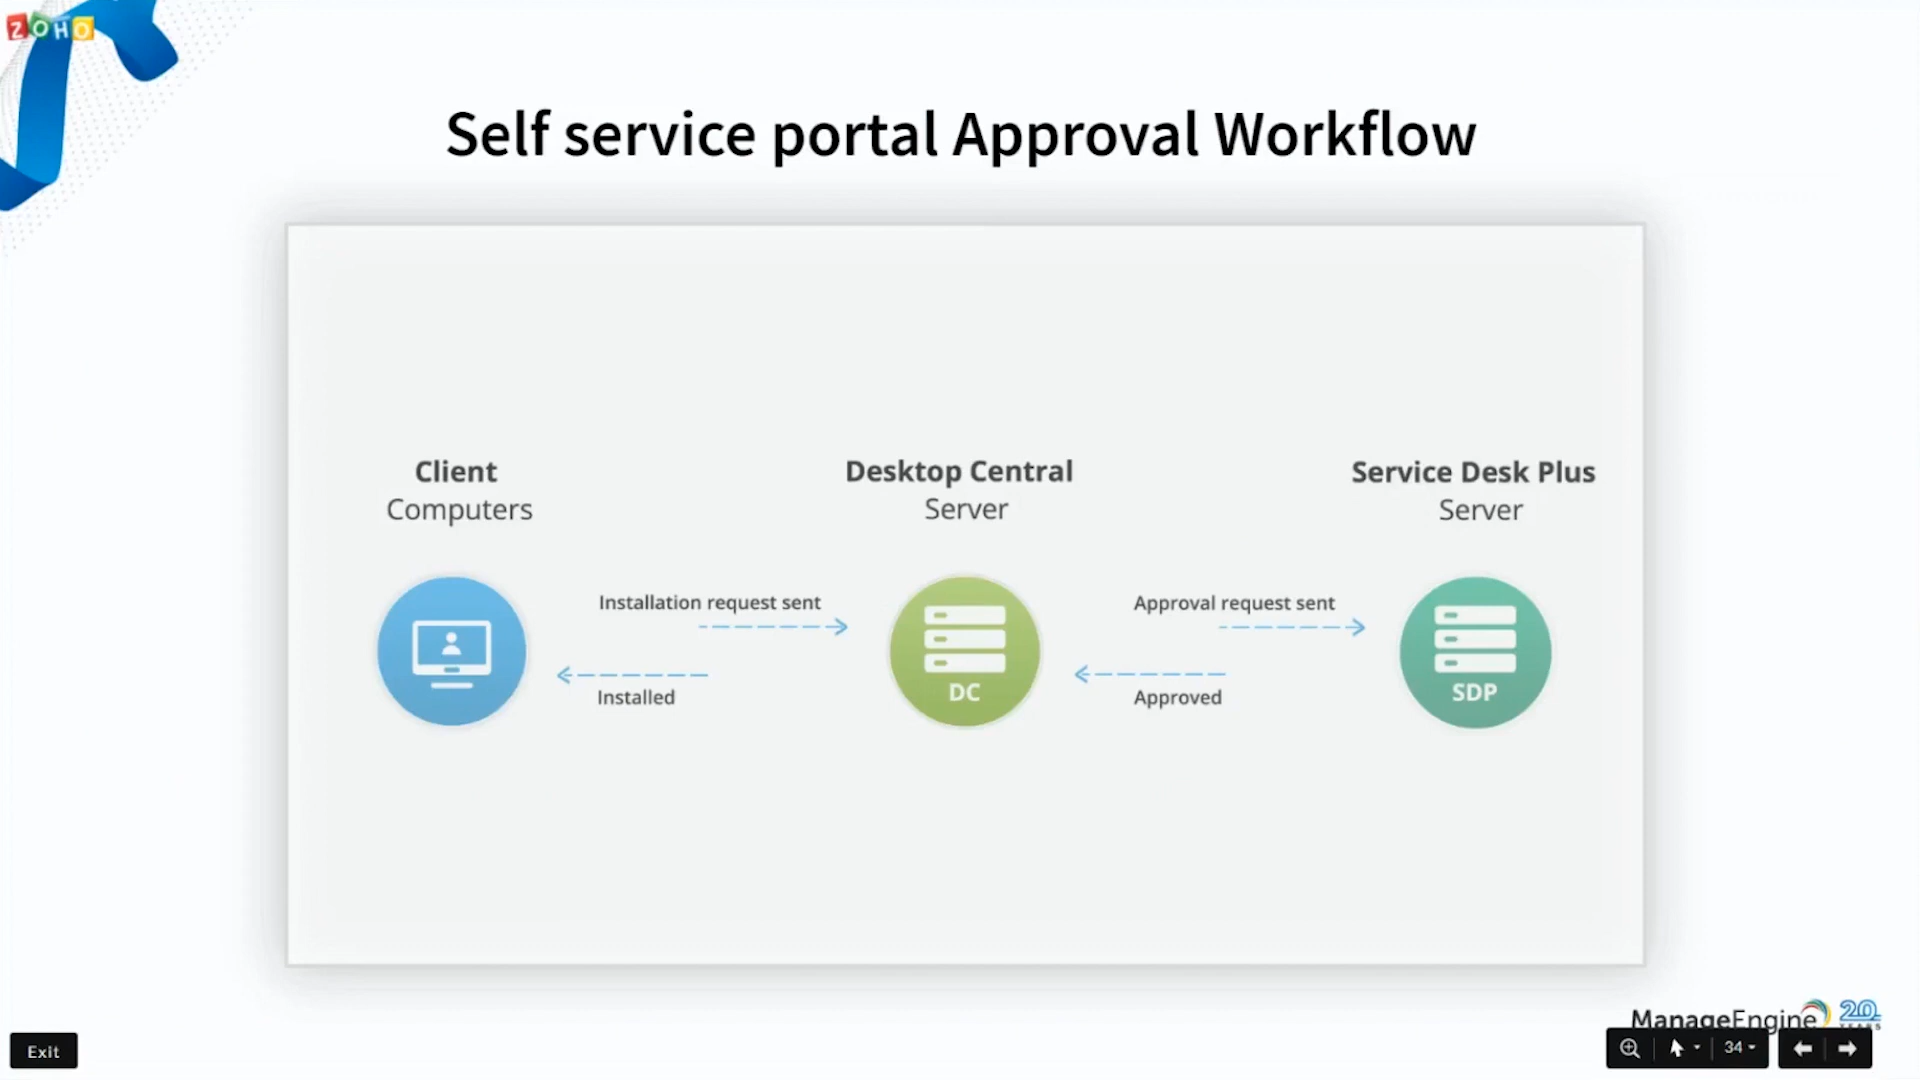 ZOHO
Self service portal Approval Workflow
Client
Computers
Desktop Central
Server
Service Desk Plus
Server
Installation request sent
Approval request sent
Installed
DC
Approved
SDP
ManageEngine 20 YEARS
Exit
34